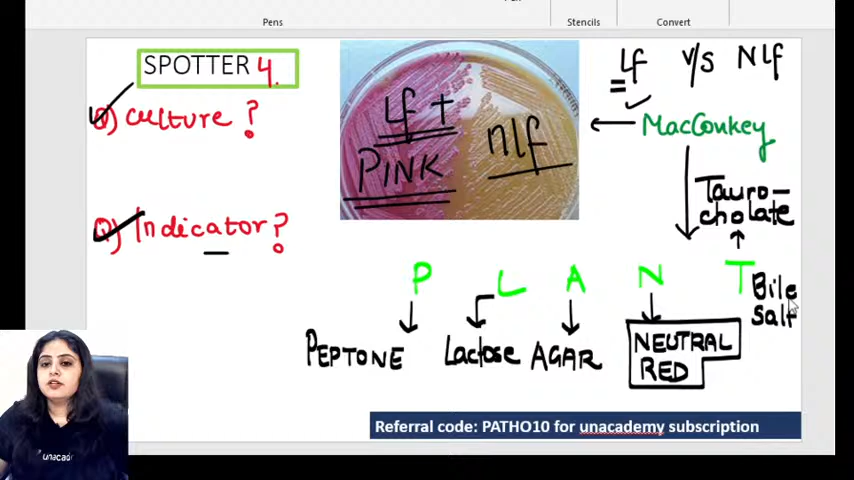 Pens
Stencils
Convert
SPOTTER 4.
Q) Culture ?
Q) Indicator ?
Lf +
PINK
nlf
Lf V/S Nlf
MacConkey
Tauro-
cholate
P L A N T
Bile
Salt
PEPTONE
Lactose
AGAR
NEUTRAL
RED
Referral code: PATHO10 for unacademy subscription